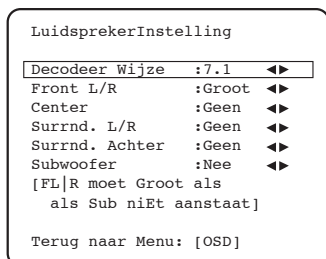 LuidsprekerInstelling
Decodeer Wijze :7.1 ◀▶
Front L/R :Groot ◀▶
Center :Geen ◀▶
Surrnd. L/R :Geen ◀▶
Surrnd. Achter :Geen ◀▶
Subwoofer :Nee ◀▶
[FL|R moet Groot als
als Sub niEt aanstaat]
Terug naar Menu: [OSD]